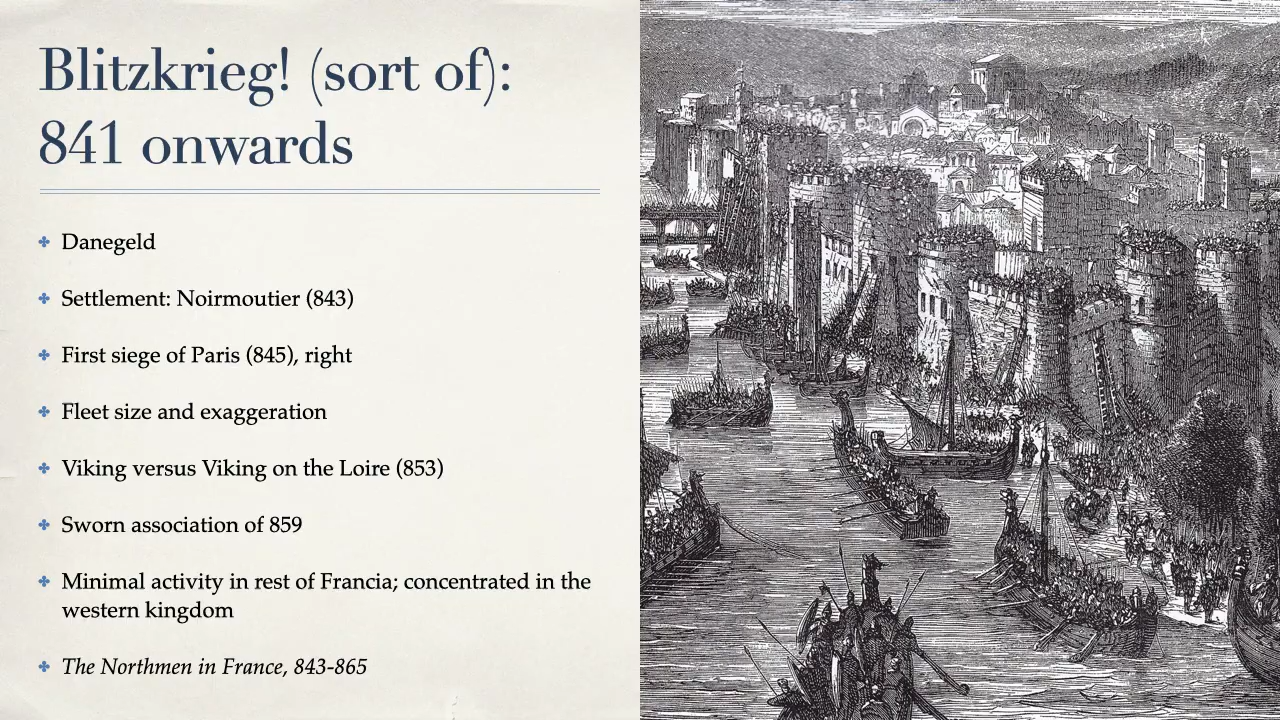 Blitzkrieg! (sort of):
841 onwards
Danegeld
Settlement: Noirmoutier (843)
First siege of Paris (845), right
Fleet size and exaggeration
Viking versus Viking on the Loire (853)
Sworn association of 859
Minimal activity in rest of Francia; concentrated in the
western kingdom
The Northmen in France, 843-865